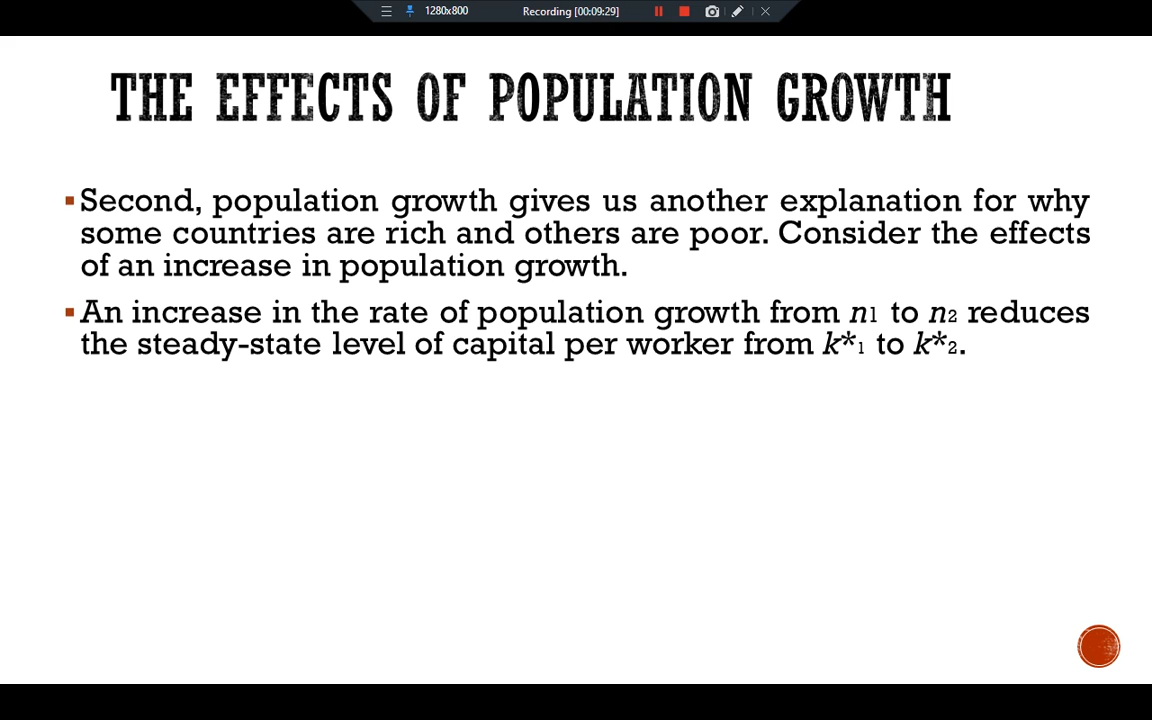 1280x800 Recording [00:09:29]
THE EFFECTS OF POPULATION GROWTH
▪Second, population growth gives us another explanation for why
some countries are rich and others are poor. Consider the effects
of an increase in population growth.
▪An increase in the rate of population growth from n1 to n2 reduces
the steady-state level of capital per worker from k*1 to k*2.